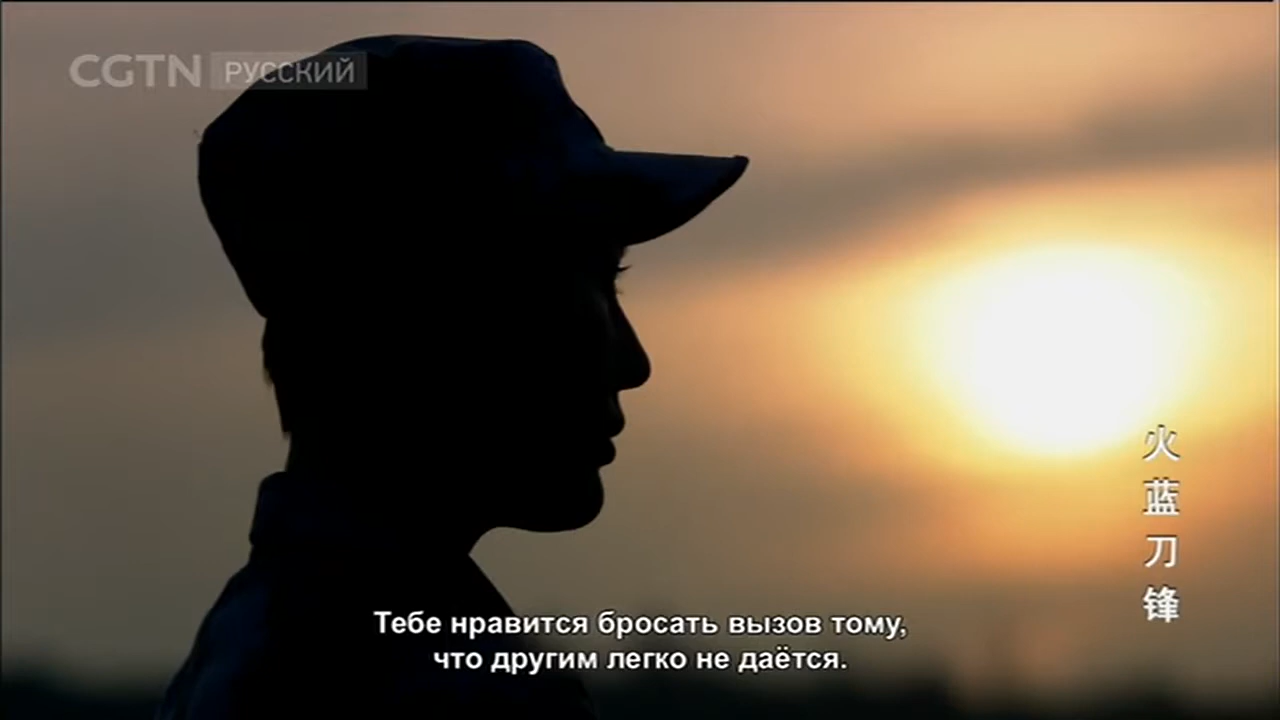 CGTN РУССКИЙ
火蓝刀锋
Тебе нравится бросать вызов тому,
что другим легко не даётся.